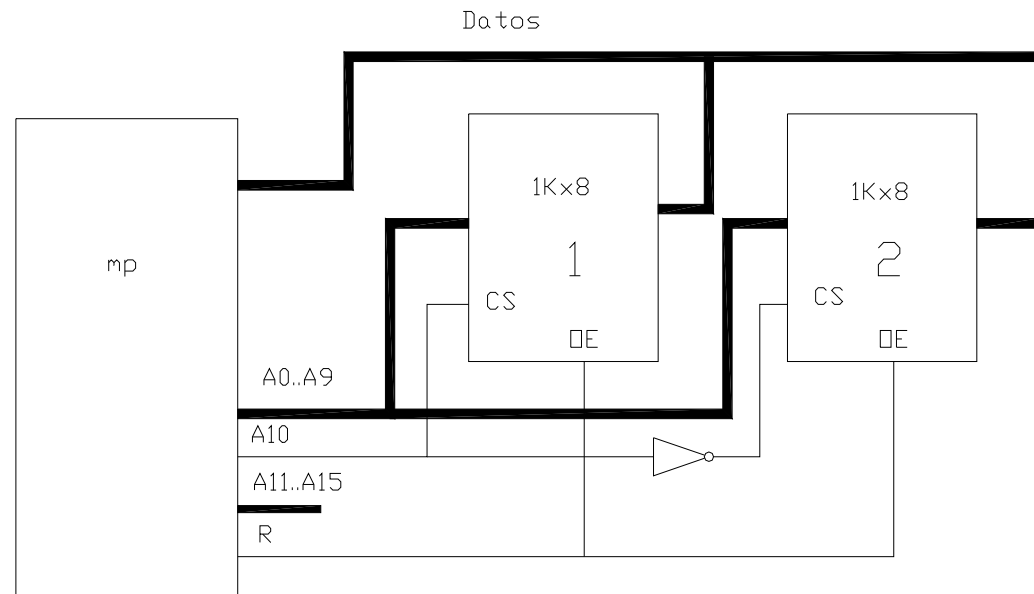 Datos
1Kx8
1Kx8
mp
1
2
CS
CS
OE
OE
A0..A9
A10
A11..A15
R